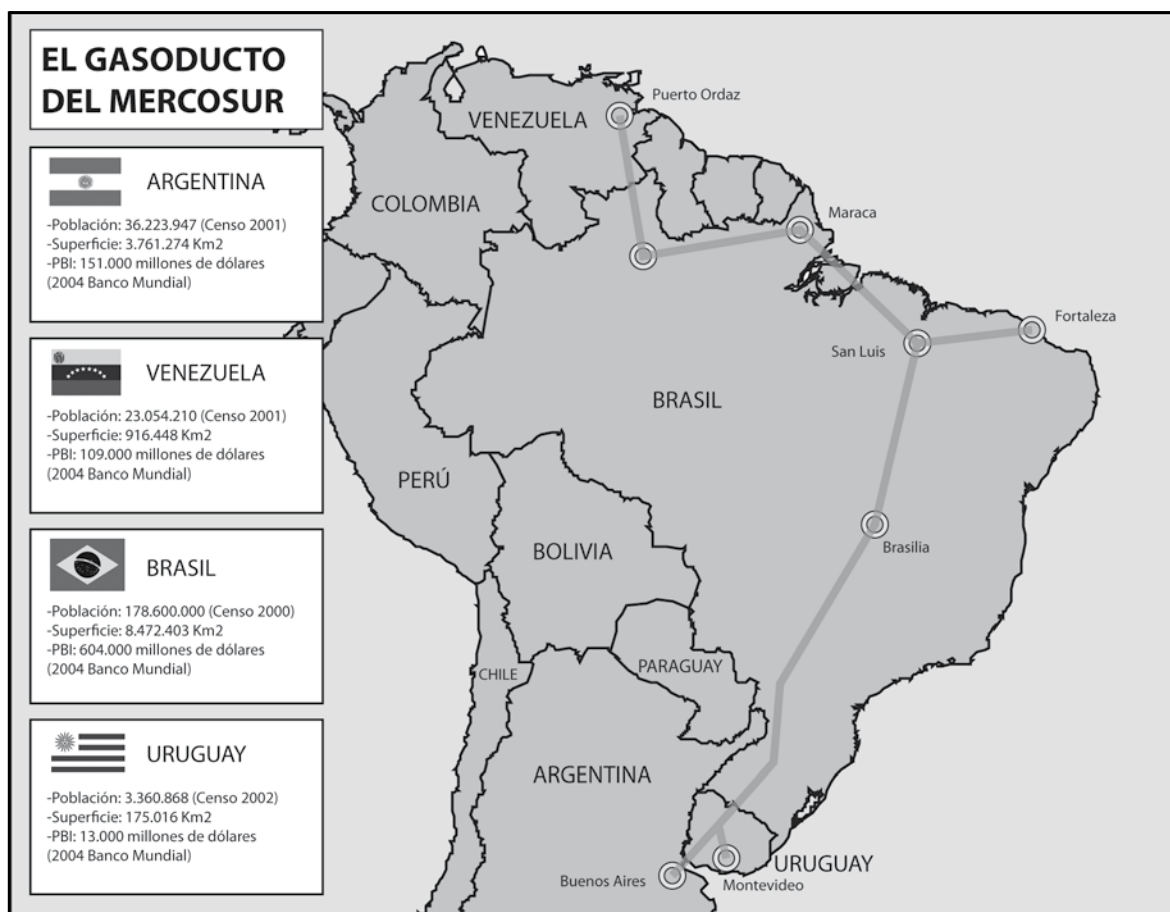 EL GASODUCTO
DEL MERCOSUR
ARGENTINA
-Población: 36.223.947 (Censo 2001)
-Superficie: 3.761.274 Km2
-PBI: 151.000 millones de dólares
(2004 Banco Mundial)
VENEZUELA
-Población: 23.054.210 (Censo 2001)
-Superficie: 916.448 Km2
-PBI: 109.000 millones de dólares
(2004 Banco Mundial)
BRASIL
-Población: 178.600.000 (Censo 2000)
-Superficie: 8.472.403 Km2
-PBI: 604.000 millones de dólares
(2004 Banco Mundial)
URUGUAY
-Población: 3.360.868 (Censo 2002)
-Superficie: 175.016 Km2
-PBI: 13.000 millones de dólares
(2004 Banco Mundial)
Puerto Ordaz
VENEZUELA
COLOMBIA
Maraca
Fortaleza
San Luis
BRASIL
PERÚ
BOLIVIA
Brasilia
PARAGUAY
CHILE
ARGENTINA
URUGUAY
Buenos Aires
Montevideo